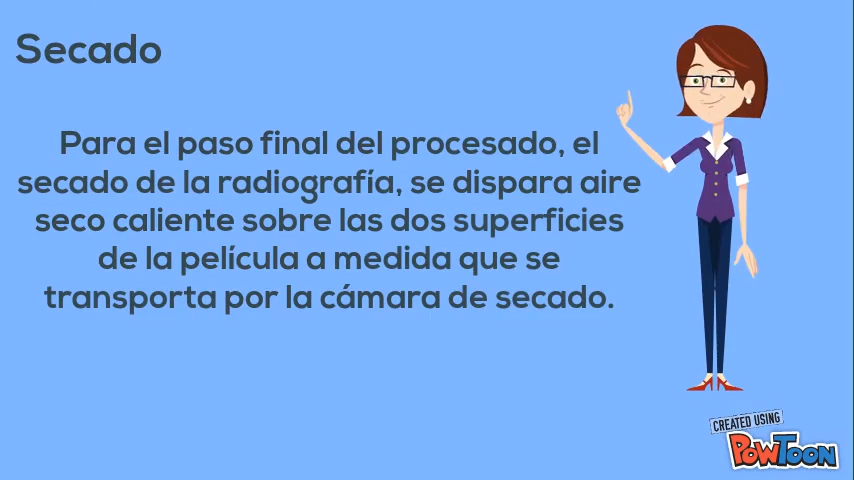 Secado
Para el paso final del procesado, el
secado de la radiografía, se dispara aire
seco caliente sobre las dos superficies
de la película a medida que se
transporta por la cámara de secado.
CREATED USING
POWTOON